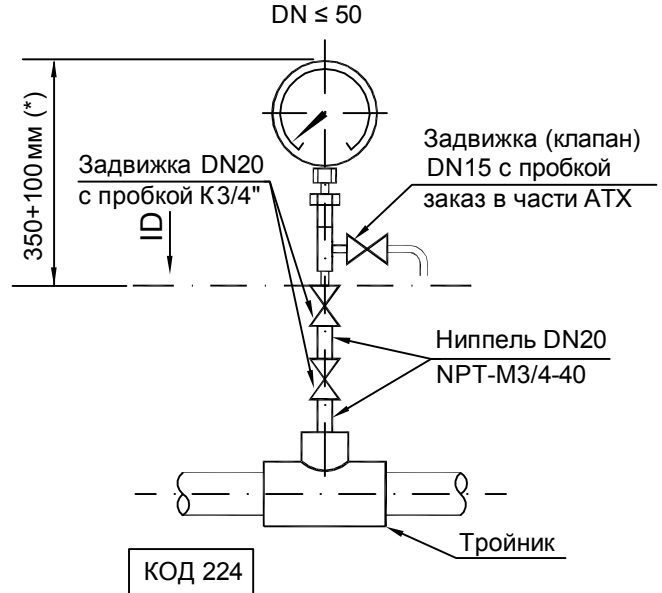 DN ≤ 50
350+100мм (*)
Задвижка DN20
с пробкой К3/4"
ID
Задвижка (клапан)
DN15 с пробкой
заказ в части АТХ
Ниппель DN20
NPT-M3/4-40
Тройник
КОД 224